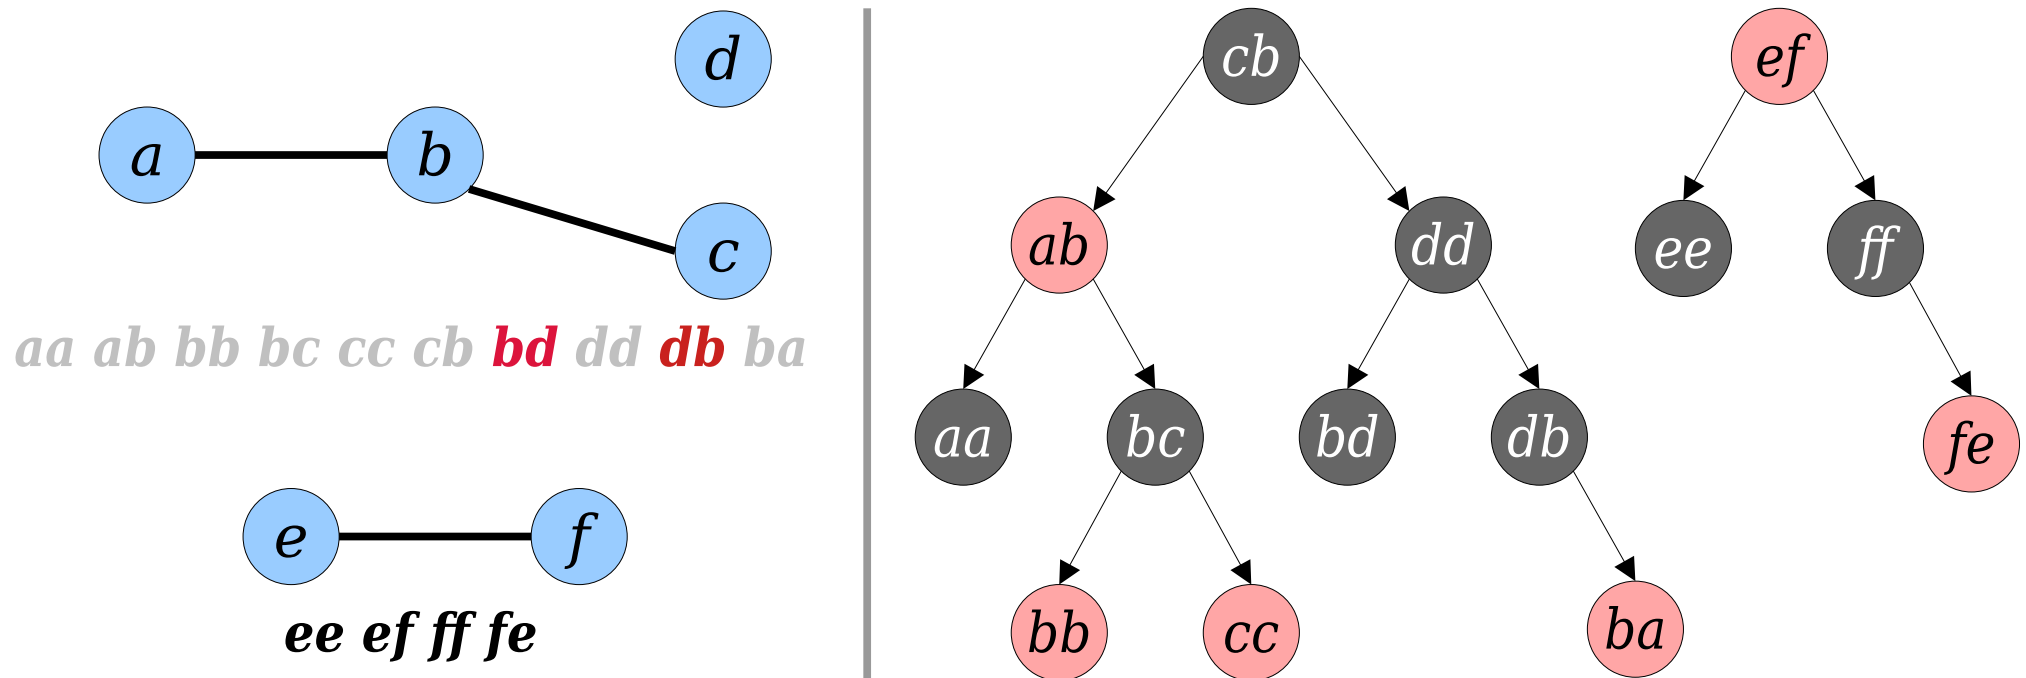 d
a b
c
aa ab bb bc cc cb bd dd db ba
e f
ee ef ff fe
cb
ab dd
aa bc bd db
bb cc ba
ef
ee ff
fe